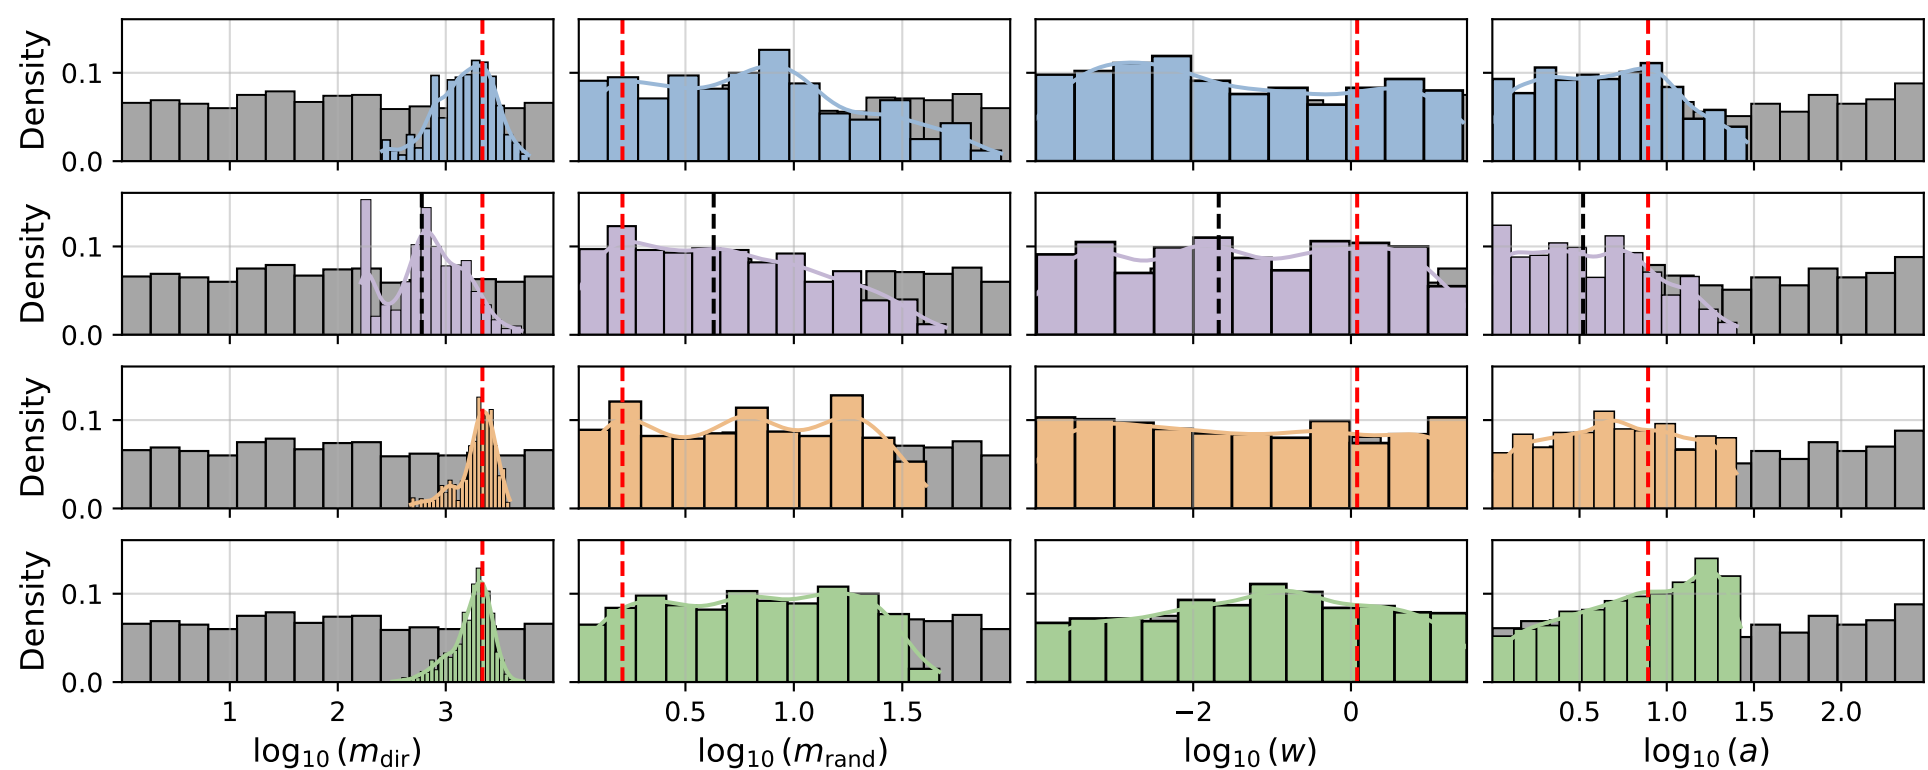 Density
0.1
0.0
Density
0.1
0.0
Density
0.1
0.0
Density
0.1
0.0
1 2 3
0.5 1.0 1.5
−2 0
0.5 1.0 1.5 2.0
log₁₀ (m_dir)
log₁₀ (m_rand)
log₁₀ (w)
log₁₀ (a)